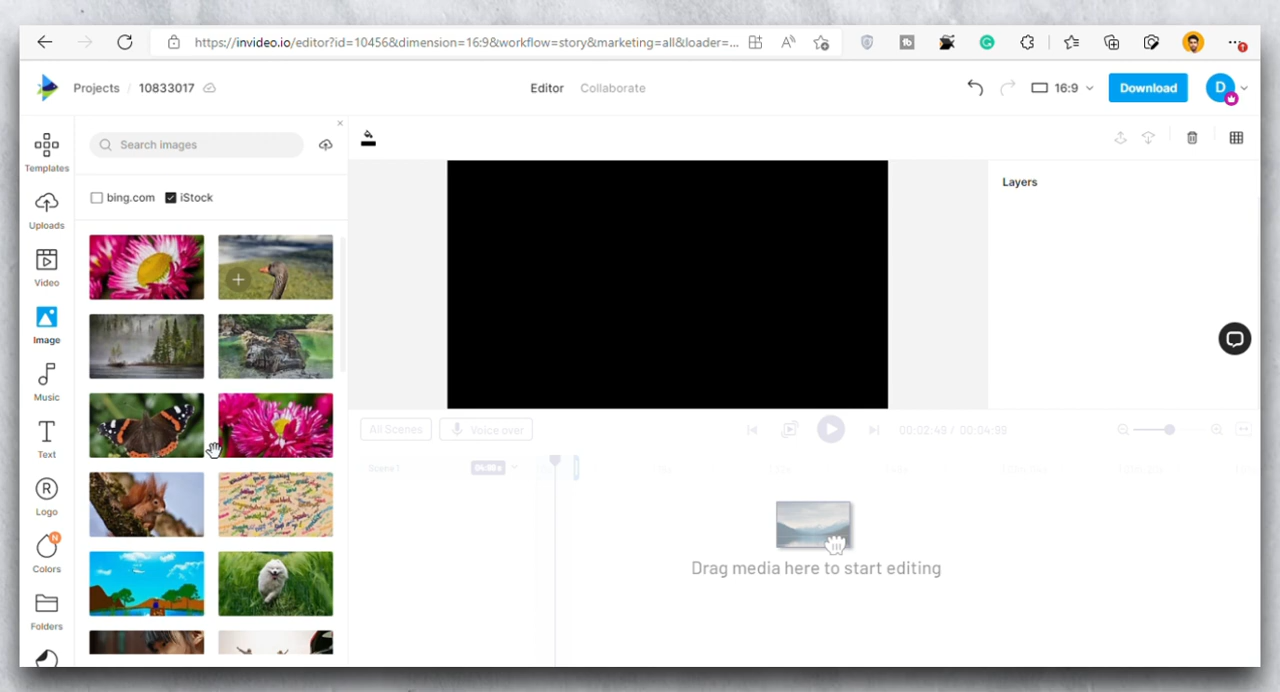 https://invideo.io/editor?id=10456&dimension=16:9&workflow=story&marketing=all&loader=...
Projects / 10833017
Editor
Collaborate
16:9
Download
D
Templates
Uploads
Video
Image
Music
Text
Logo
Colors
Folders
N
R
Search images
bing.com
iStock
Layers
All Scenes
Voice over
00:02:49 / 00:04:99
Scene 1
04:99 s
Drag media here to start editing